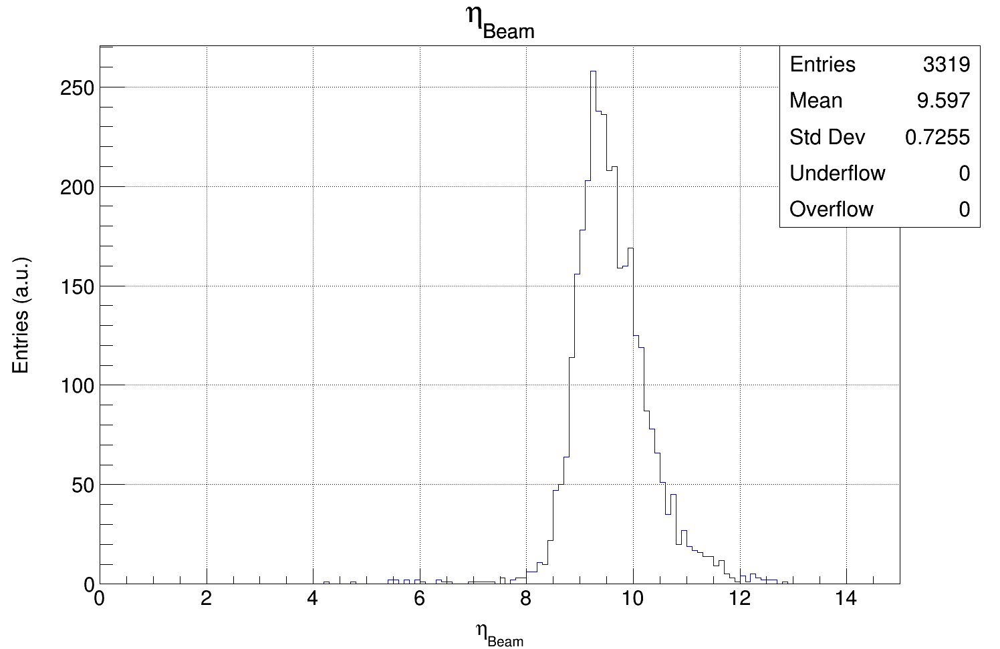 η_Beam
Entries 3319
Mean 9.597
Std Dev 0.7255
Underflow 0
Overflow 0
250
200
150
100
50
0
Entries (a.u.)
0 2 4 6 8 10 12 14
η_Beam